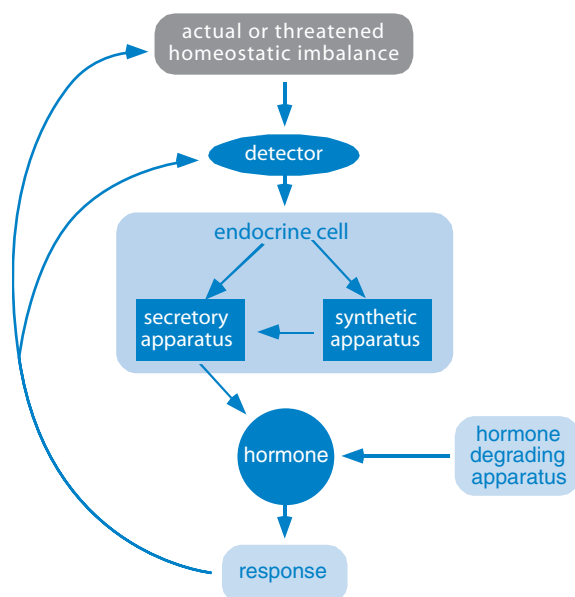 actual or threatened
homeostatic imbalance
detector
endocrine cell
secretory
apparatus
synthetic
apparatus
hormone
hormone
degrading
apparatus
response